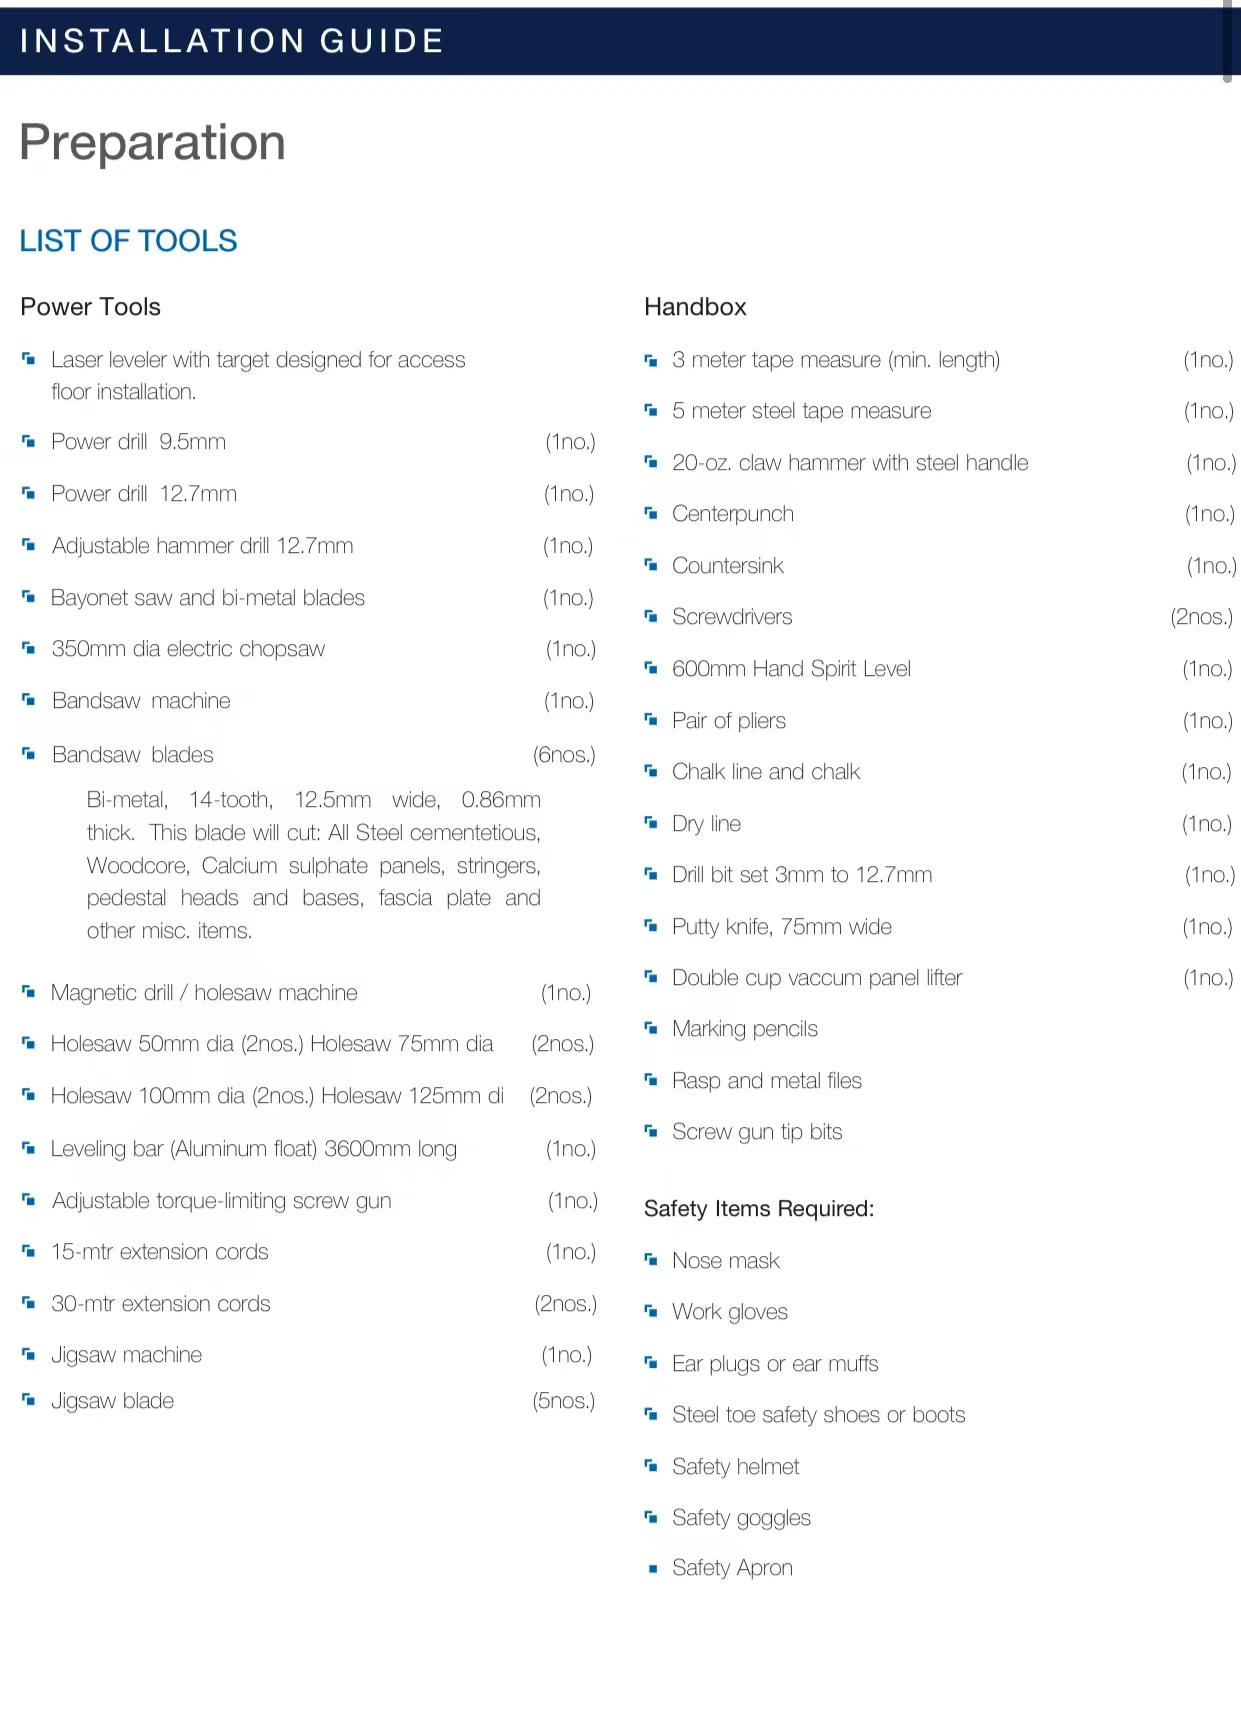 INSTALLATION GUIDE
Preparation
LIST OF TOOLS
Power Tools
Laser leveler with target designed for access
floor installation.
Power drill 9.5mm (1no.)
Power drill 12.7mm (1no.)
Adjustable hammer drill 12.7mm (1no.)
Bayonet saw and bi-metal blades (1no.)
350mm dia electric chopsaw (1no.)
Bandsaw machine (1no.)
Bandsaw blades (6nos.)
Bi-metal, 14-tooth, 12.5mm wide, 0.86mm
thick. This blade will cut: All Steel cementetious,
Woodcore, Calcium sulphate panels, stringers,
pedestal heads and bases, fascia plate and
other misc. items.
Magnetic drill / holesaw machine (1no.)
Holesaw 50mm dia (2nos.) Holesaw 75mm dia (2nos.)
Holesaw 100mm dia (2nos.) Holesaw 125mm di (2nos.)
Leveling bar (Aluminum float) 3600mm long (1no.)
Adjustable torque-limiting screw gun (1no.)
15-mtr extension cords (1no.)
30-mtr extension cords (2nos.)
Jigsaw machine (1no.)
Jigsaw blade (5nos.)
Handbox
3 meter tape measure (min. length) (1no.)
5 meter steel tape measure (1no.)
20-oz. claw hammer with steel handle (1no.)
Centerpunch (1no.)
Countersink (1no.)
Screwdrivers (2nos.)
600mm Hand Spirit Level (1no.)
Pair of pliers (1no.)
Chalk line and chalk (1no.)
Dry line (1no.)
Drill bit set 3mm to 12.7mm (1no.)
Putty knife, 75mm wide (1no.)
Double cup vaccum panel lifter (1no.)
Marking pencils
Rasp and metal files
Screw gun tip bits
Safety Items Required:
Nose mask
Work gloves
Ear plugs or ear muffs
Steel toe safety shoes or boots
Safety helmet
Safety goggles
Safety Apron